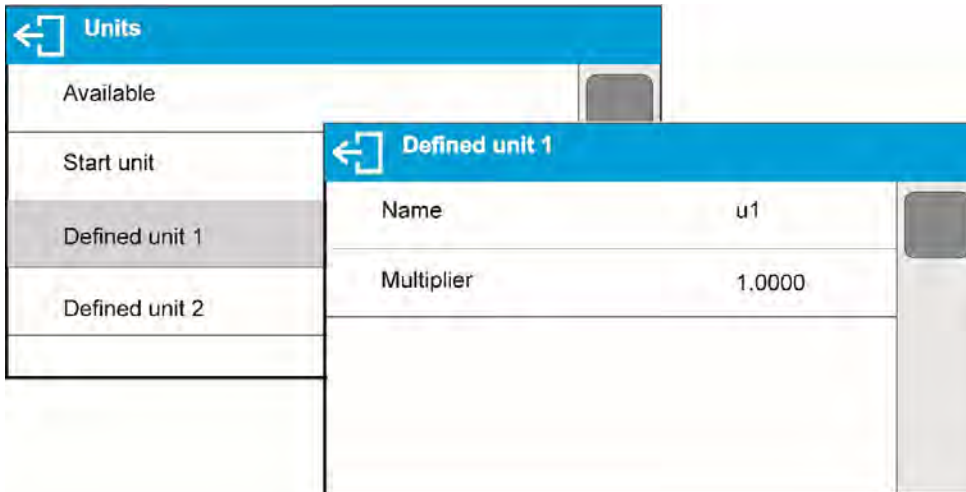 Units
Available
Start unit
Defined unit 1
Defined unit 2
Defined unit 1
Name u1
Multiplier 1.0000